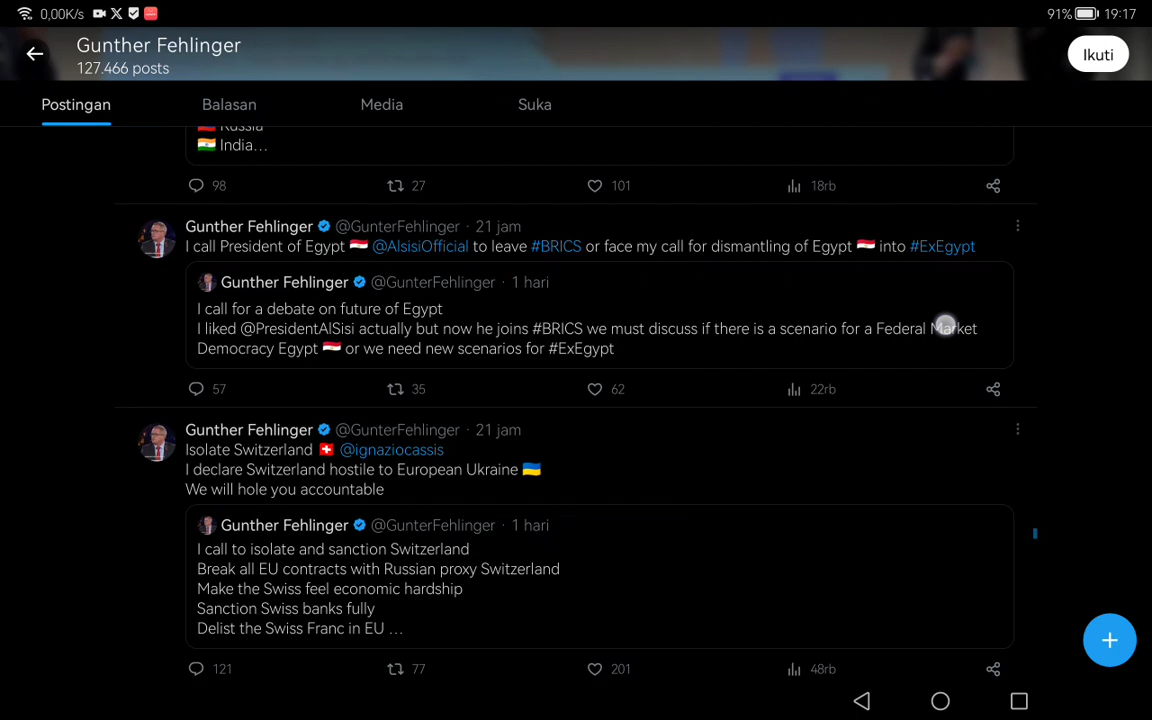 0,00K/s
91% 19:17
Gunther Fehlinger
127.466 posts
Ikuti
Postingan Balasan Media Suka
Russia
India…
98 27 101 18rb
Gunther Fehlinger @GunterFehlinger · 21 jam
I call President of Egypt 🇪🇬 @AlsisiOfficial to leave #BRICS or face my call for dismantling of Egypt 🇪🇬 into #ExEgypt
Gunther Fehlinger @GunterFehlinger · 1 hari
I call for a debate on future of Egypt
I liked @PresidentAlSisi actually but now he joins #BRICS we must discuss if there is a scenario for a Federal Market
Democracy Egypt 🇪🇬 or we need new scenarios for #ExEgypt
57 35 62 22rb
Gunther Fehlinger @GunterFehlinger · 21 jam
Isolate Switzerland 🇨🇭 @ignaziocassis
I declare Switzerland hostile to European Ukraine 🇺🇦
We will hole you accountable
Gunther Fehlinger @GunterFehlinger · 1 hari
I call to isolate and sanction Switzerland
Break all EU contracts with Russian proxy Switzerland
Make the Swiss feel economic hardship
Sanction Swiss banks fully
Delist the Swiss Franc in EU …
121 77 201 48rb